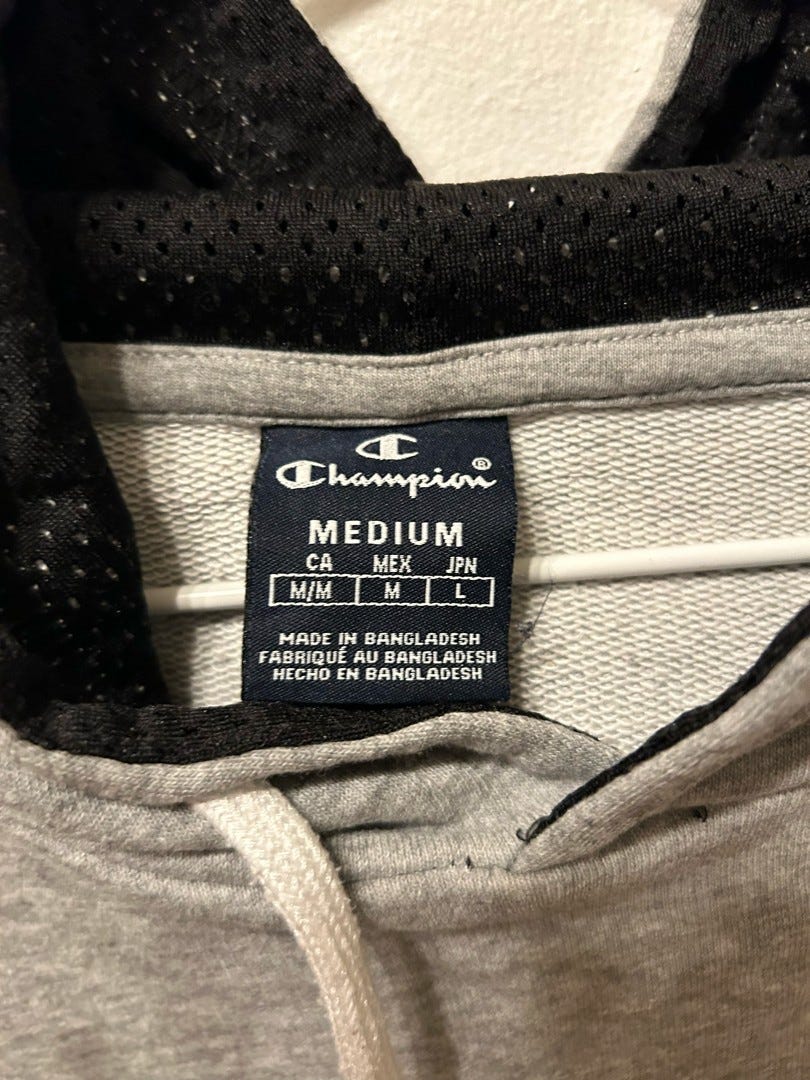 Champion®
MEDIUM
CA MEX JPN
M/M M L
MADE IN BANGLADESH
FABRIQUÉ AU BANGLADESH
HECHO EN BANGLADESH